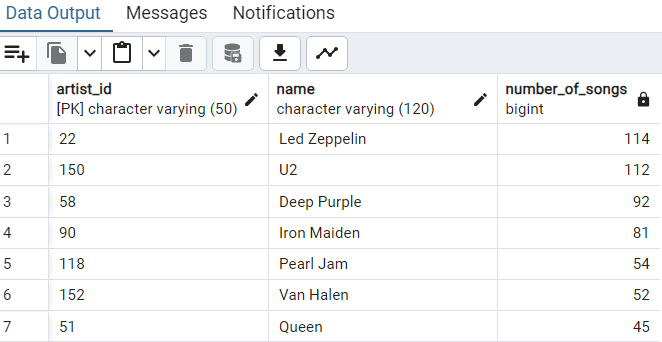 Data Output Messages Notifications
artist_id name number_of_songs
[PK] character varying (50) character varying (120) bigint
1 22 Led Zeppelin 114
2 150 U2 112
3 58 Deep Purple 92
4 90 Iron Maiden 81
5 118 Pearl Jam 54
6 152 Van Halen 52
7 51 Queen 45